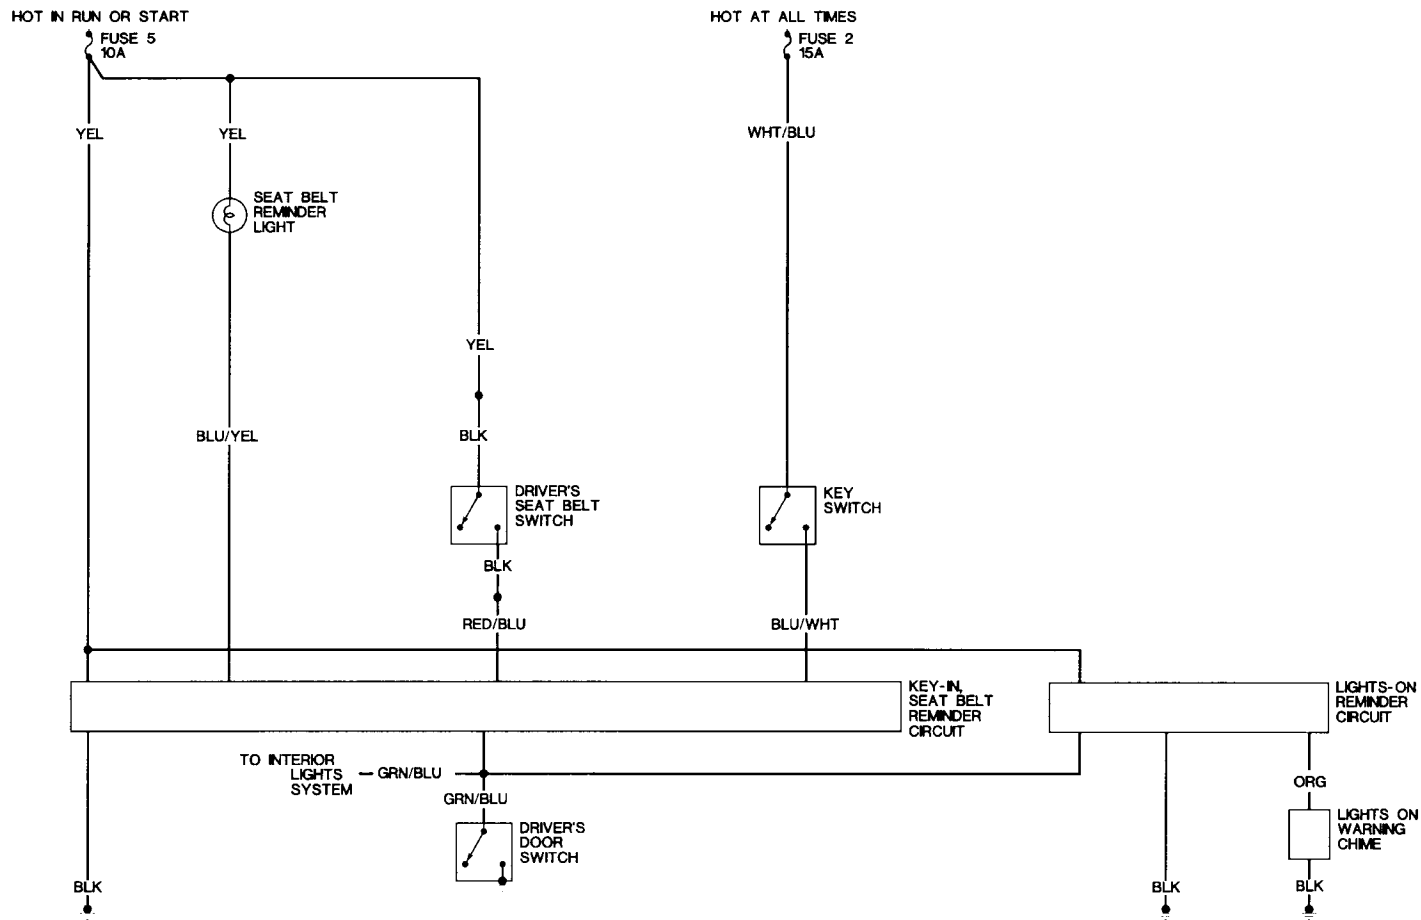 HOT IN RUN OR START
FUSE 5
10A
HOT AT ALL TIMES
FUSE 2
15A
YEL
YEL
WHT/BLU
SEAT BELT
REMINDER
LIGHT
YEL
BLU/YEL
BLK
DRIVER'S
SEAT BELT
SWITCH
KEY
SWITCH
BLK
RED/BLU
BLU/WHT
KEY-IN,
SEAT BELT
REMINDER
CIRCUIT
LIGHTS-ON
REMINDER
CIRCUIT
TO INTERIOR
LIGHTS
SYSTEM
GRN/BLU
GRN/BLU
DRIVER'S
DOOR
SWITCH
ORG
LIGHTS ON
WARNING
CHIME
BLK
BLK
BLK